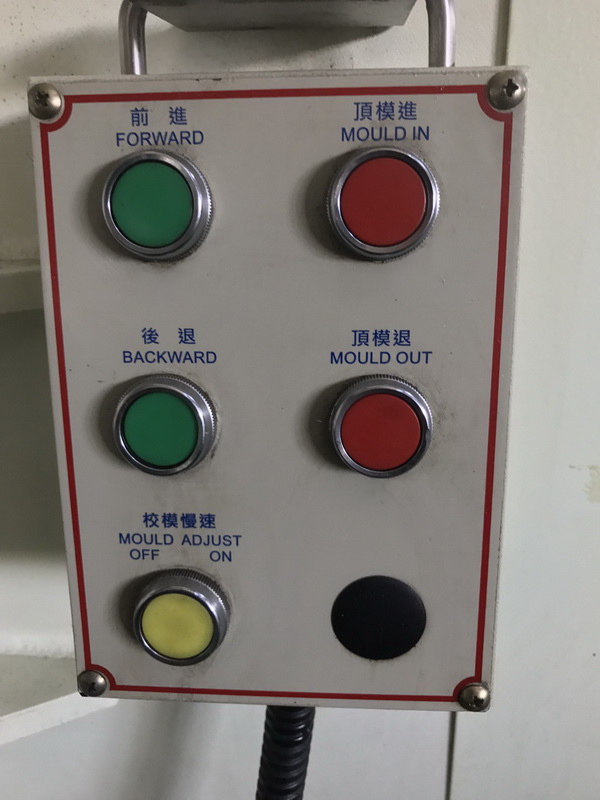 前 進
FORWARD
頂模進
MOULD IN
後 退
BACKWARD
頂模退
MOULD OUT
校模慢速
MOULD ADJUST
OFF ON